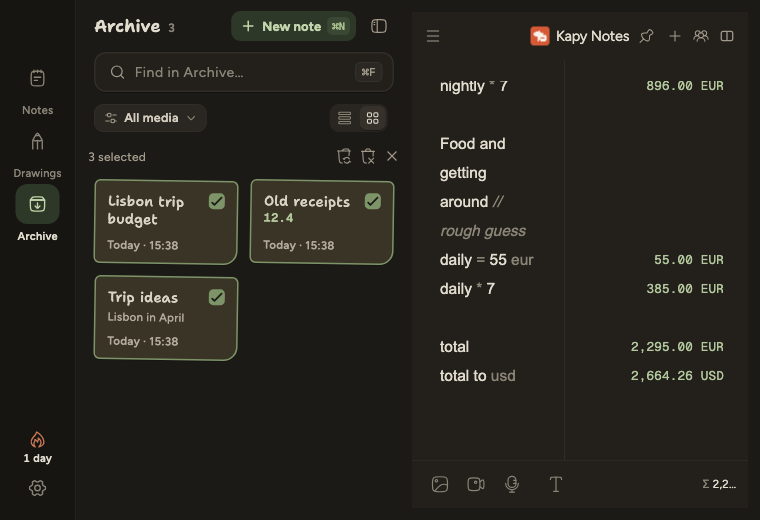 Notes
Drawings
Archive
1 day
Archive 3
+ New note ⌘N
Find in Archive... ⌘F
All media
3 selected
Lisbon trip
budget
Today · 15:38
Old receipts
12.4
Today · 15:38
Trip ideas
Lisbon in April
Today · 15:38
Kapy Notes
nightly * 7 896.00 EUR
Food and
getting
around //
rough guess
daily = 55 eur 55.00 EUR
daily * 7 385.00 EUR
total 2,295.00 EUR
total to usd 2,664.26 USD
Σ 2,2...